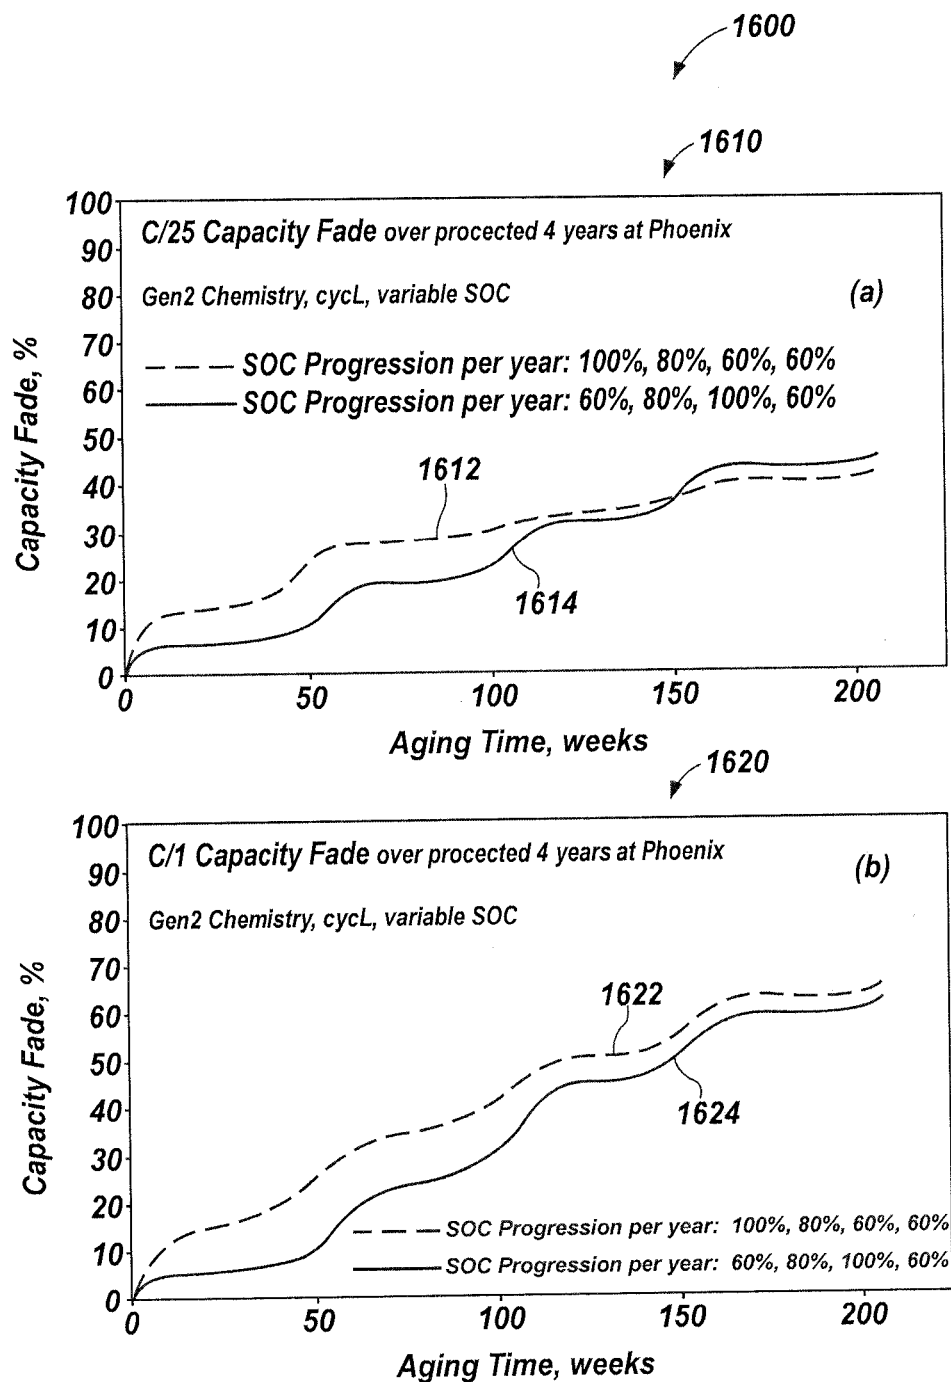 1600
1610
100
90
80
70
60
50
40
30
20
10
0
Capacity Fade, %
C/25 Capacity Fade over procected 4 years at Phoenix
Gen2 Chemistry, cycL, variable SOC
(a)
SOC Progression per year: 100%, 80%, 60%, 60%
SOC Progression per year: 60%, 80%, 100%, 60%
1612
1614
0 50 100 150 200
Aging Time, weeks
1620
100
90
80
70
60
50
40
30
20
10
0
Capacity Fade, %
C/1 Capacity Fade over procected 4 years at Phoenix
(b)
Gen2 Chemistry, cycL, variable SOC
1622
1624
SOC Progression per year: 100%, 80%, 60%, 60%
SOC Progression per year: 60%, 80%, 100%, 60%
0 50 100 150 200
Aging Time, weeks